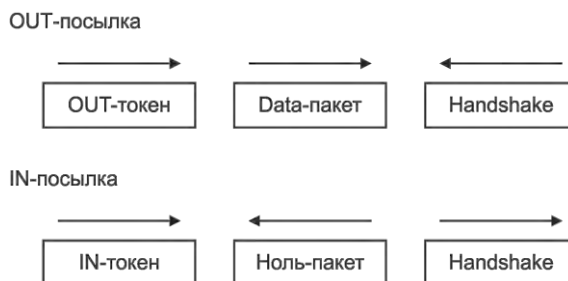 OUT-посылка
OUT-токен Data-пакет Handshake
IN-посылка
IN-токен Ноль-пакет Handshake